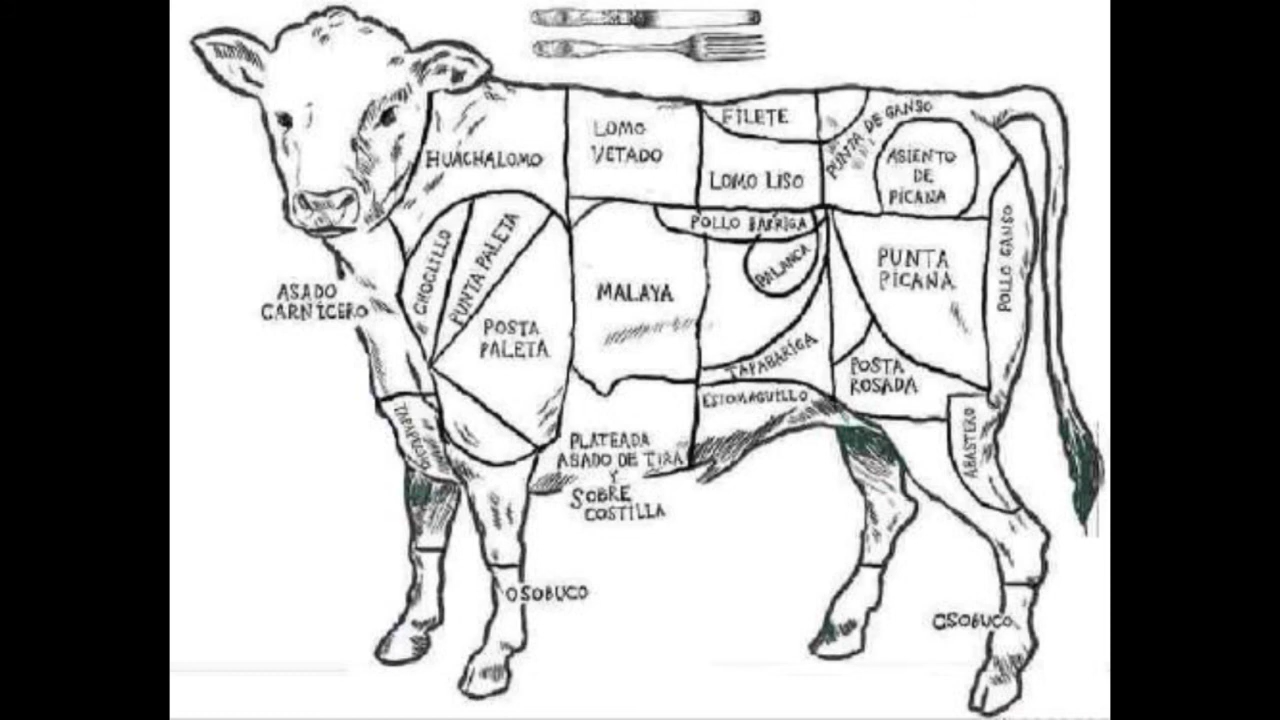 HUACHALOMO
LOMO
VETADO
FILETE
LOMO LISO
PUNTA DE GANSO
ASIENTO
DE
PICANA
POLLO BARRIGA
PALANCA
PUNTA
PICANA
POLLO GANSO
CHOCLILLO
PUNTA PALETA
POSTA
PALETA
MALAYA
ASADO
CARNICERO
TAPABARIGA
POSTA
ROSADA
ESTOMAGUILLO
TAPAPECHO
ABASTERO
PLATEADA
ASADO DE TIRA
Y
SOBRE
COSTILLA
OSOBUCO
OSOBUCO